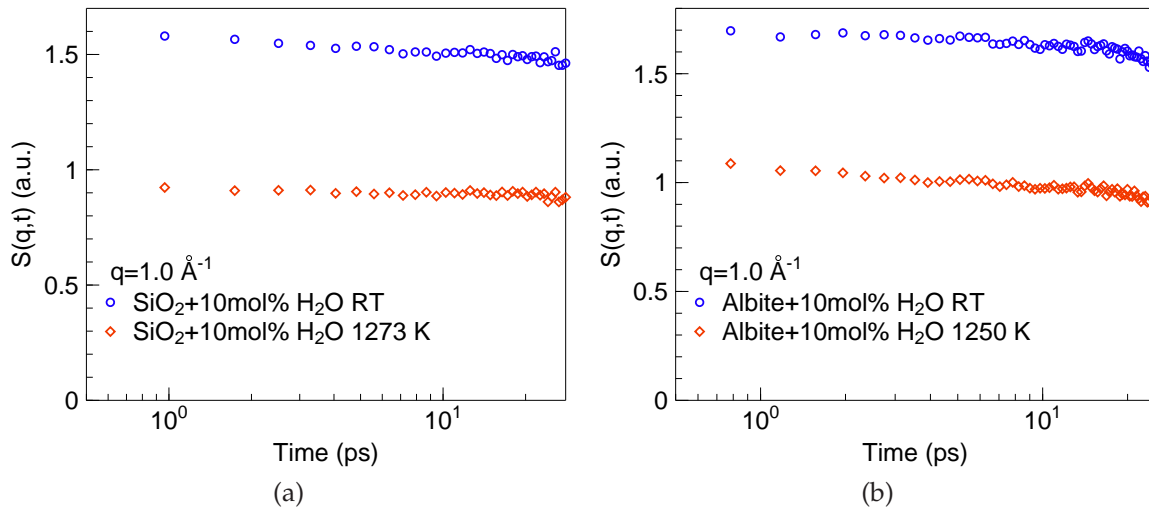 S(q,t) (a.u.)
1.5
1
0.5
0
q=1.0 Å⁻¹
SiO₂+10mol% H₂O RT
SiO₂+10mol% H₂O 1273 K
10⁰
10¹
Time (ps)
(a)
S(q,t) (a.u.)
1.5
1
0.5
0
q=1.0 Å⁻¹
Albite+10mol% H₂O RT
Albite+10mol% H₂O 1250 K
10⁰
10¹
Time (ps)
(b)